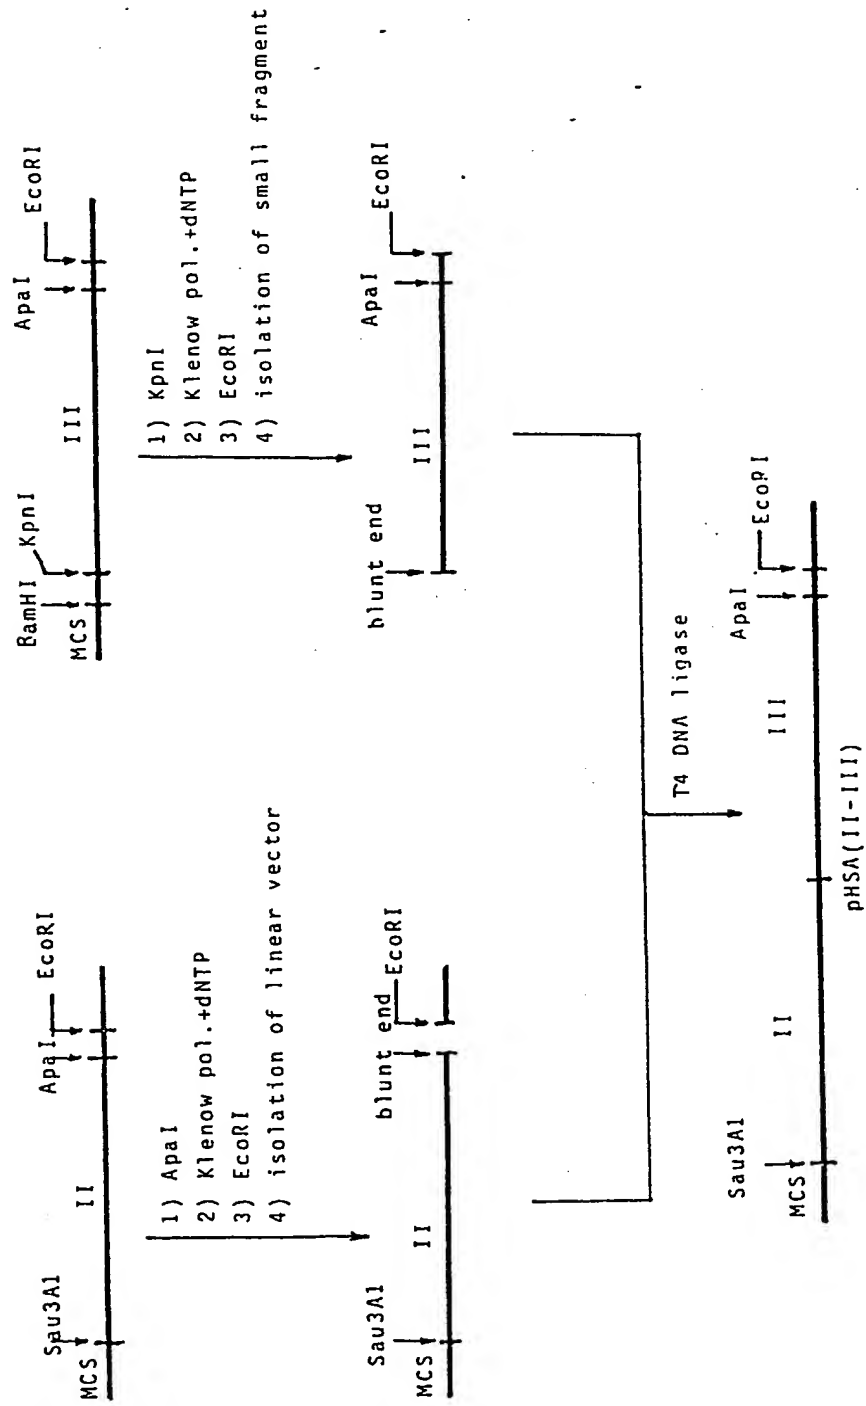 Sau3A1
MCS
II
ApaI
EcoRI
1) ApaI
2) Klenow pol.+dNTP
3) EcoRI
4) isolation of linear vector
Sau3A1
MCS
II
blunt end
EcoRI
BamHI
KpnI
MCS
III
ApaI
EcoRI
1) KpnI
2) Klenow pol.+dNTP
3) EcoRI
4) isolation of small fragment
blunt end
III
ApaI
EcoRI
T4 DNA ligase
Sau3A1
MCS
II
III
ApaI
EcoRI
pHSA(II-III)